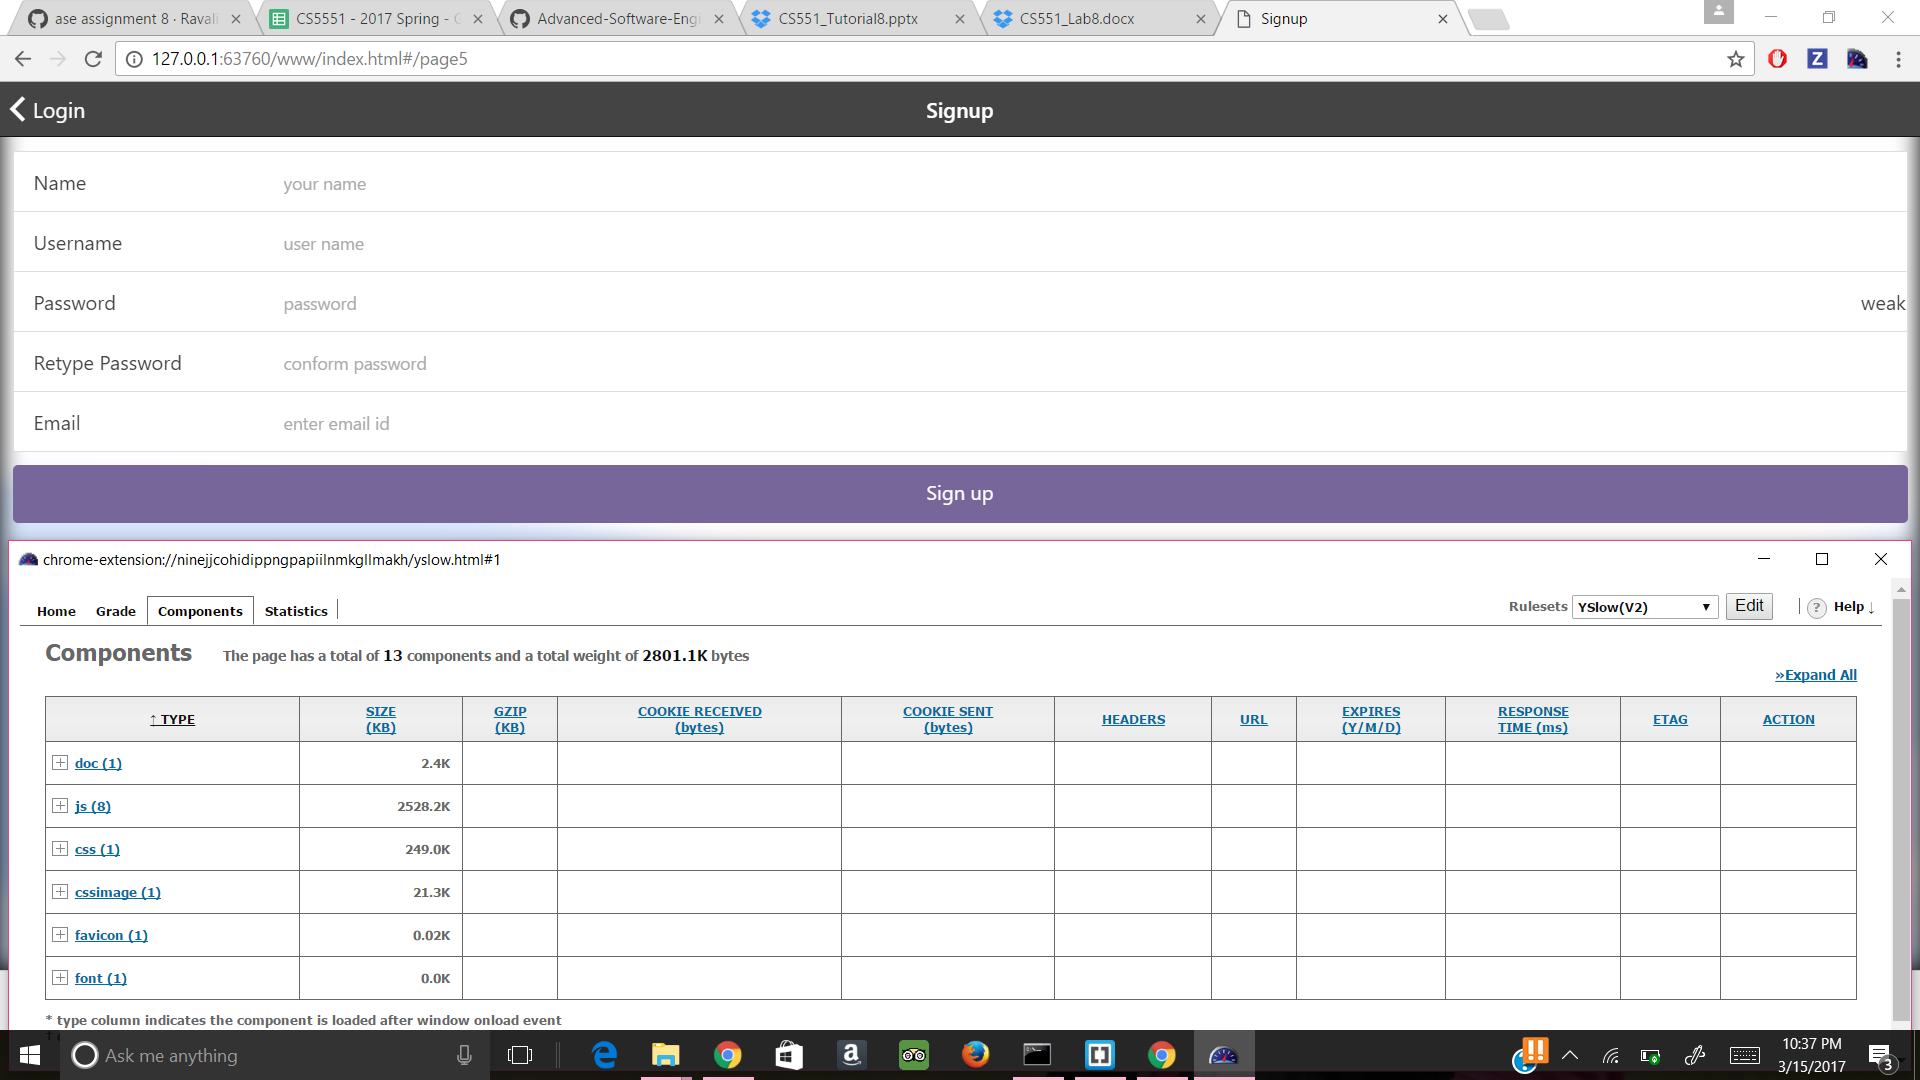 ase assignment 8 · Ravali
CS5551 - 2017 Spring - G
Advanced-Software-Engi
CS551_Tutorial8.pptx
CS551_Lab8.docx
Signup
127.0.0.1:63760/www/index.html#/page5
Login
Signup
Name your name
Username user name
Password password weak
Retype Password conform password
Email enter email id
Sign up
chrome-extension://ninejjcohidippngpapiilnmkgllmakh/yslow.html#1
Home Grade Components Statistics Rulesets YSlow(V2) Edit ? Help ↓
Components The page has a total of 13 components and a total weight of 2801.1K bytes
»Expand All
↑ TYPE SIZE (KB) GZIP (KB) COOKIE RECEIVED (bytes) COOKIE SENT (bytes) HEADERS URL EXPIRES (Y/M/D) RESPONSE TIME (ms) ETAG ACTION
doc (1) 2.4K
js (8) 2528.2K
css (1) 249.0K
cssimage (1) 21.3K
favicon (1) 0.02K
font (1) 0.0K
* type column indicates the component is loaded after window onload event
Ask me anything
10:37 PM
3/15/2017
3